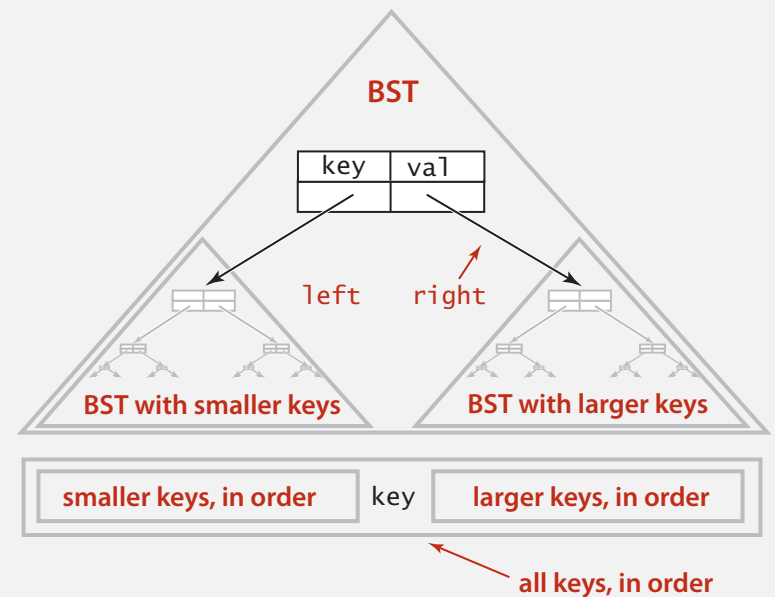 BST
key val
left right
BST with smaller keys BST with larger keys
smaller keys, in order key larger keys, in order
all keys, in order